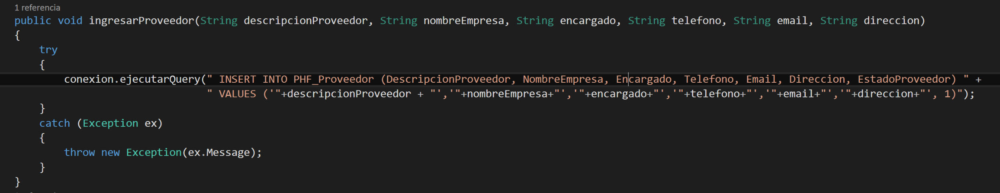 1 referencia
public void ingresarProveedor(String descripcionProveedor, String nombreEmpresa, String encargado, String telefono, String email, String direccion)
{
try
{
conexion.ejecutarQuery(" INSERT INTO PHF_Proveedor (DescripcionProveedor, NombreEmpresa, Encargado, Telefono, Email, Direccion, EstadoProveedor) " +
" VALUES ('"+descripcionProveedor + "','"+nombreEmpresa+"','"+encargado+"','"+telefono+"','"+email+"','"+direccion+"', 1)");
}
catch (Exception ex)
{
throw new Exception(ex.Message);
}
}